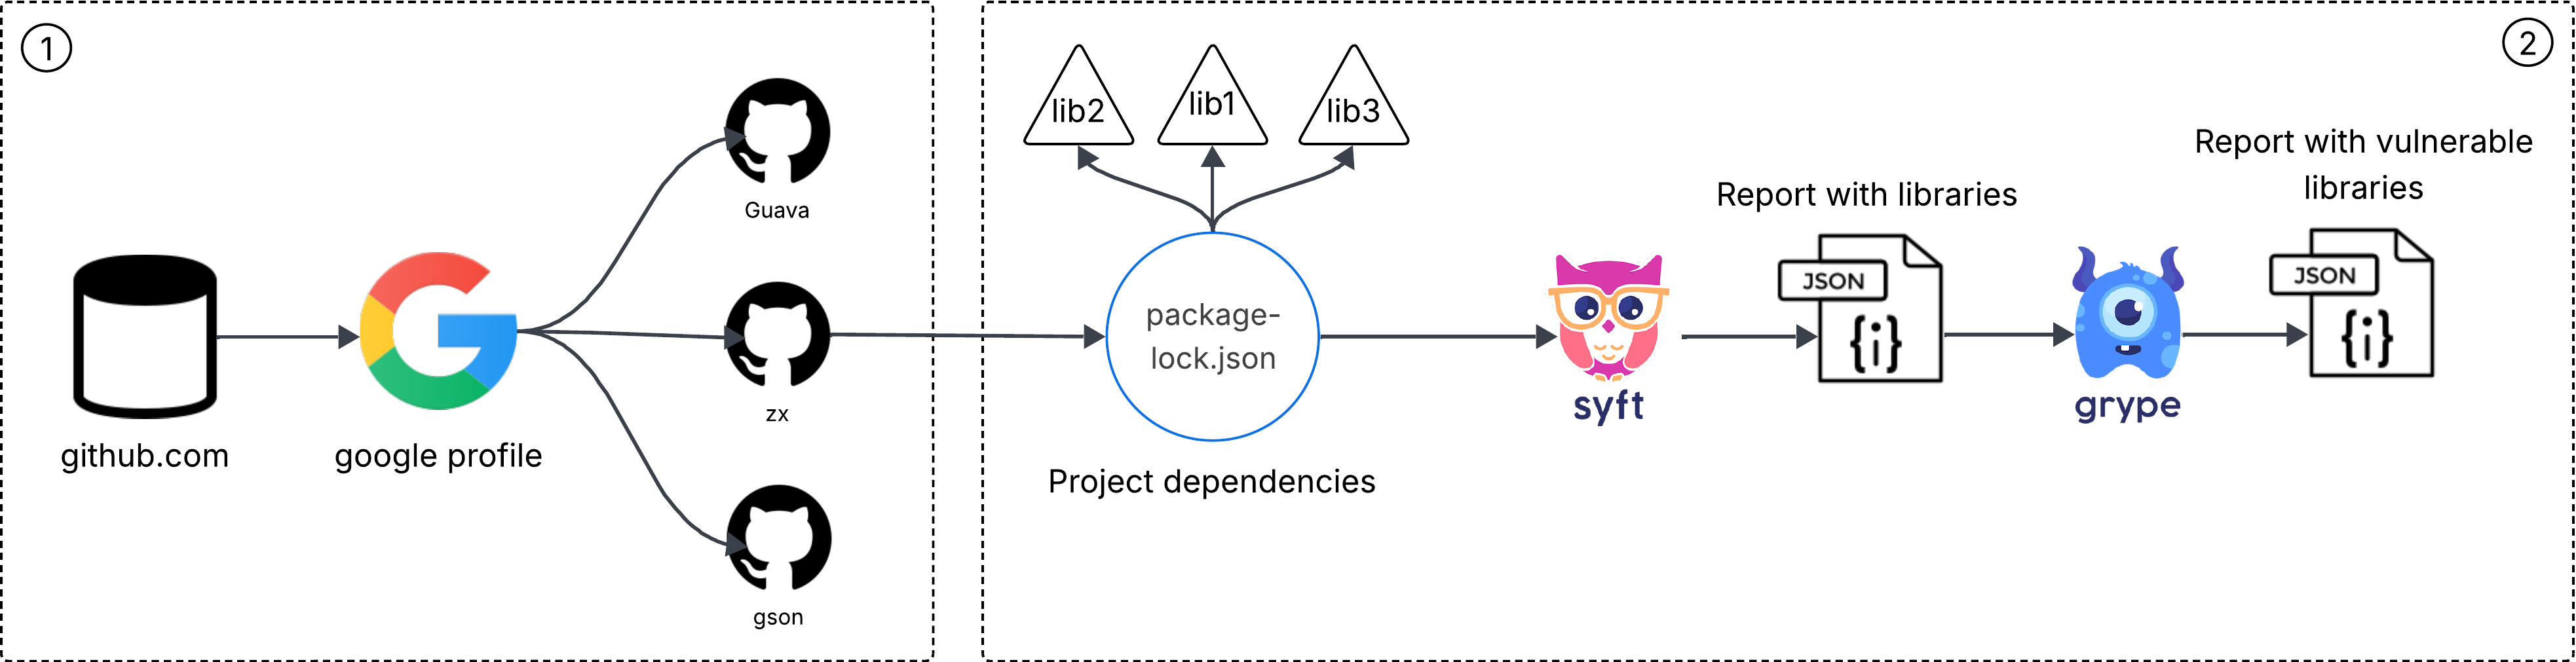 1
Guava
github.com
google profile
zx
gson
2
lib2
lib1
lib3
package-
lock.json
Project dependencies
syft
Report with libraries
JSON
{i}
grype
Report with vulnerable
libraries
JSON
{i}